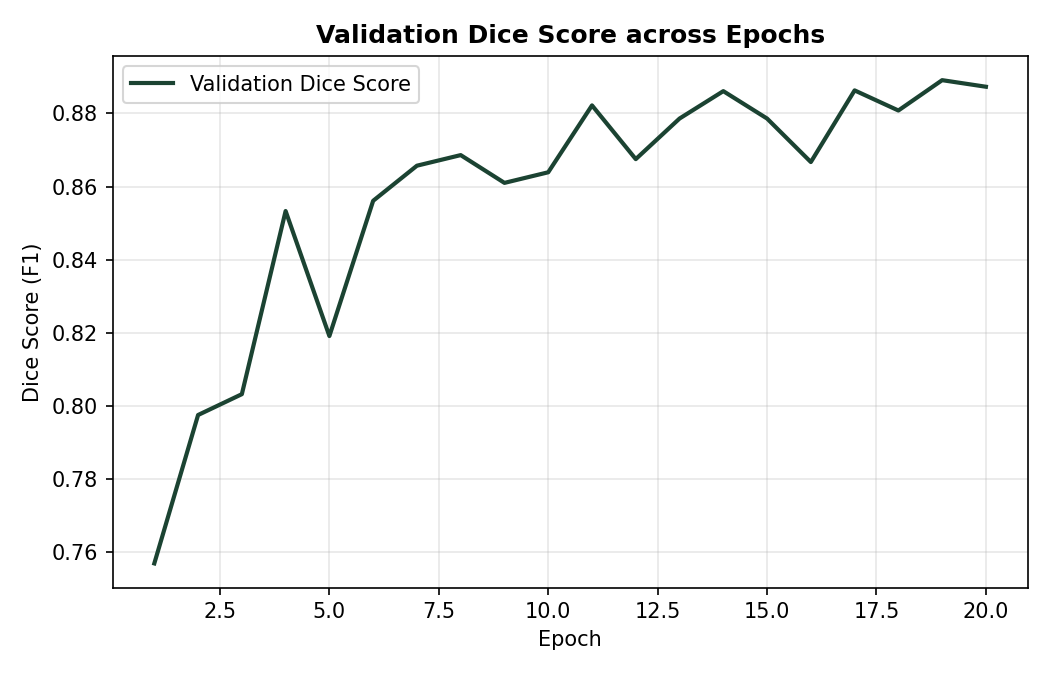 Validation Dice Score across Epochs
Validation Dice Score
Dice Score (F1)
0.88
0.86
0.84
0.82
0.80
0.78
0.76
2.5 5.0 7.5 10.0 12.5 15.0 17.5 20.0
Epoch